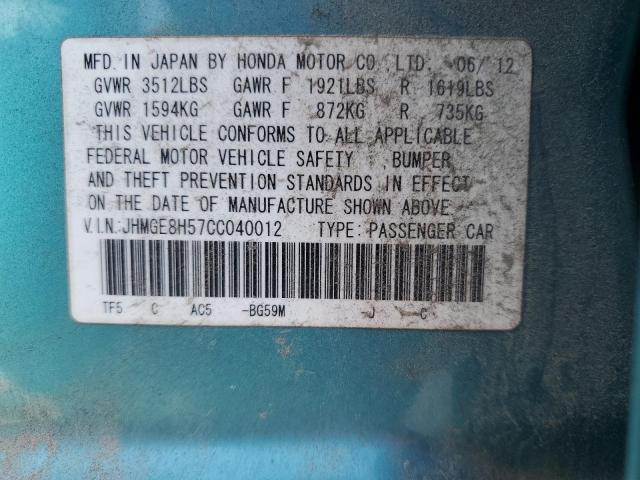 MFD. IN JAPAN BY HONDA MOTOR CO., LTD. 06/12
GVWR 3512LBS GAWR F 1921LBS R 1619LBS
GVWR 1594KG GAWR F 872KG R 735KG
THIS VEHICLE CONFORMS TO ALL APPLICABLE
FEDERAL MOTOR VEHICLE SAFETY, BUMPER,
AND THEFT PREVENTION STANDARDS IN EFFECT
ON THE DATE OF MANUFACTURE SHOWN ABOVE.
V.I.N:JHMGE8H57CC040012 TYPE:PASSENGER CAR
TF5 C AC5 -BG59M -J C